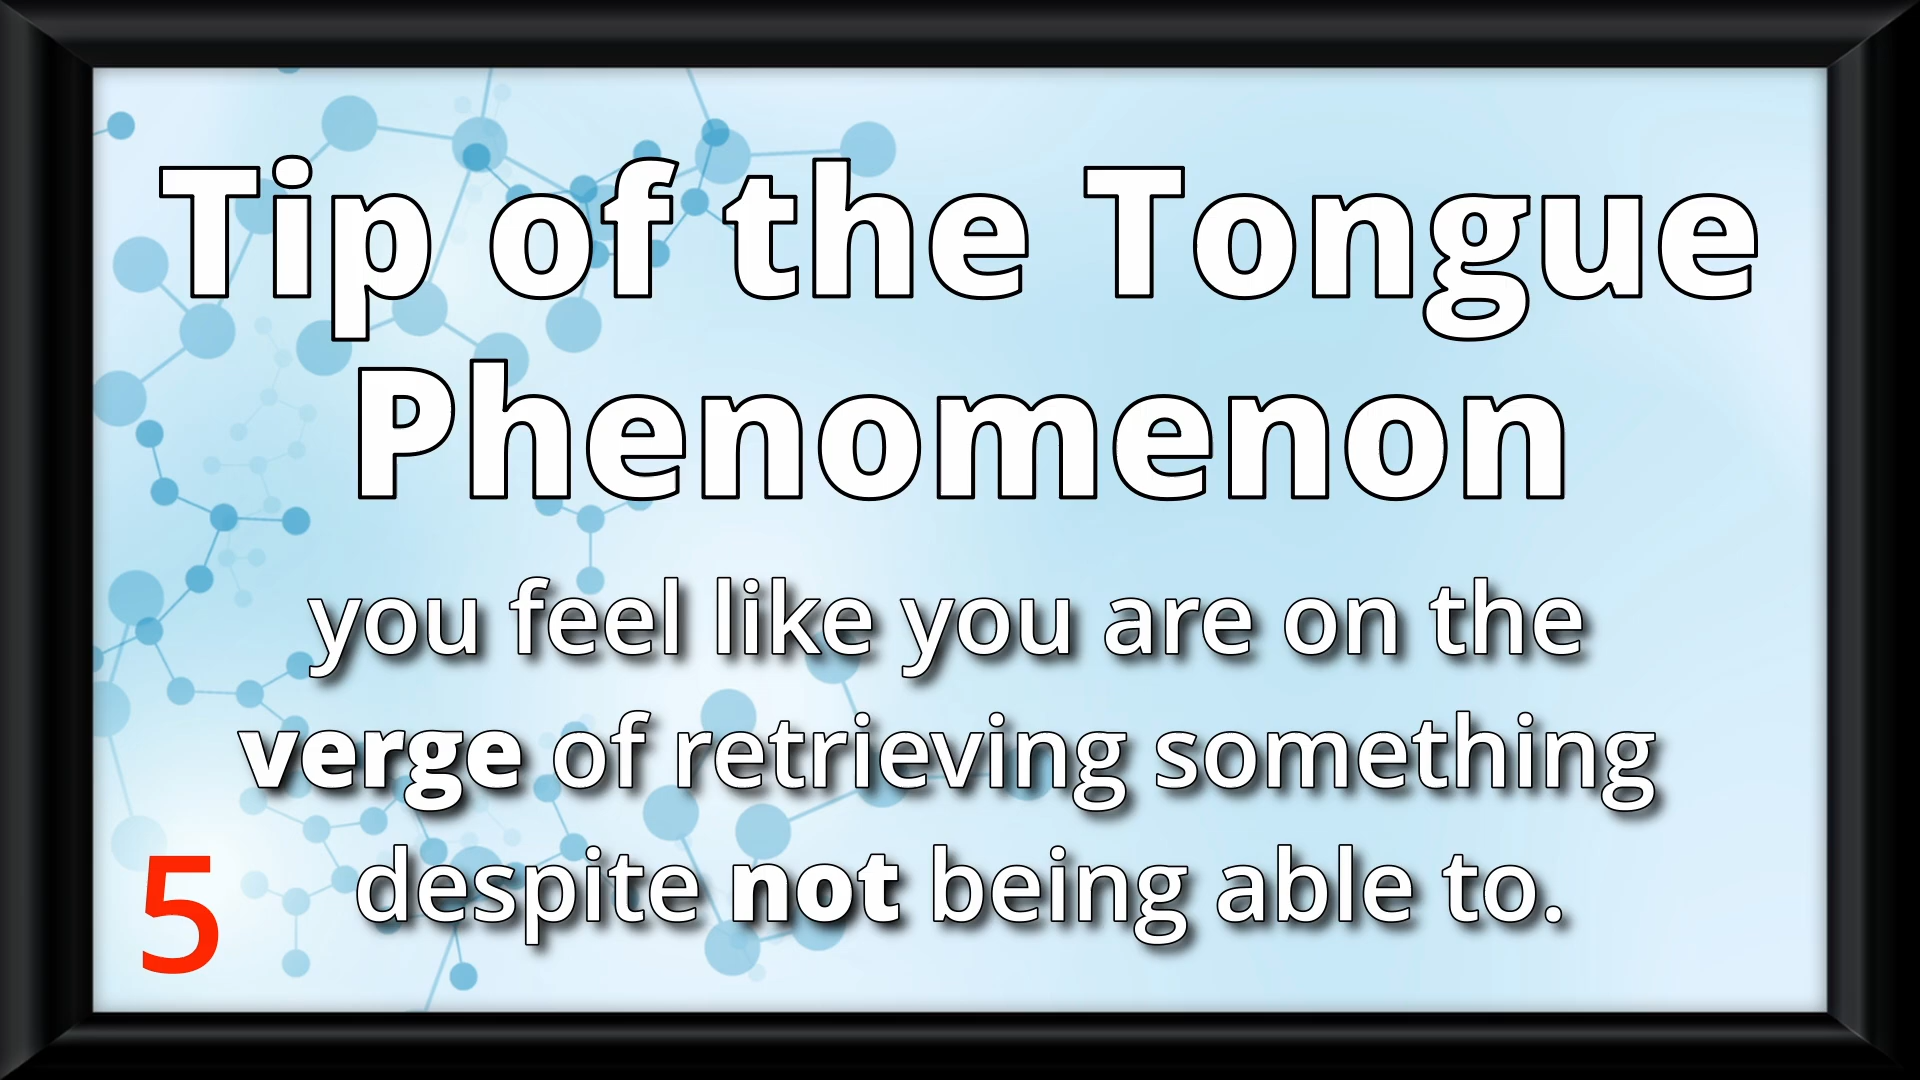 Tip of the Tongue
Phenomenon
you feel like you are on the
verge of retrieving something
despite not being able to.
5